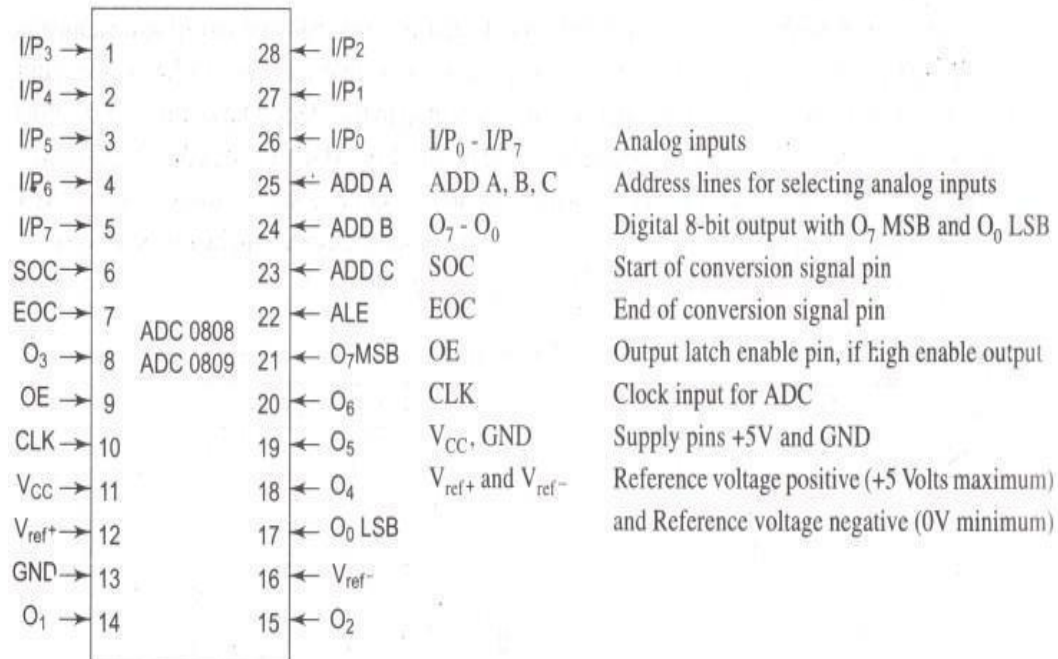 I/P₃ 1 28 I/P2
I/P₄ 2 27 I/P1
I/P₅ 3 26 I/P0 I/P₀ - I/P₇ Analog inputs
I/P₆ 4 25 ADD A ADD A, B, C Address lines for selecting analog inputs
I/P₇ 5 24 ADD B O₇ - O₀ Digital 8-bit output with O₇ MSB and O₀ LSB
SOC 6 23 ADD C SOC Start of conversion signal pin
EOC 7 22 ALE EOC End of conversion signal pin
ADC 0808
O₃ 8 ADC 0809 21 O₇MSB OE Output latch enable pin, if high enable output
OE 9 20 O₆ CLK Clock input for ADC
CLK 10 19 O₅ V_CC, GND Supply pins +5V and GND
V_CC 11 18 O₄ V_ref+ and V_ref- Reference voltage positive (+5 Volts maximum)
V_ref+ 12 17 O₀ LSB and Reference voltage negative (0V minimum)
GND 13 16 V_ref-
O₁ 14 15 O₂